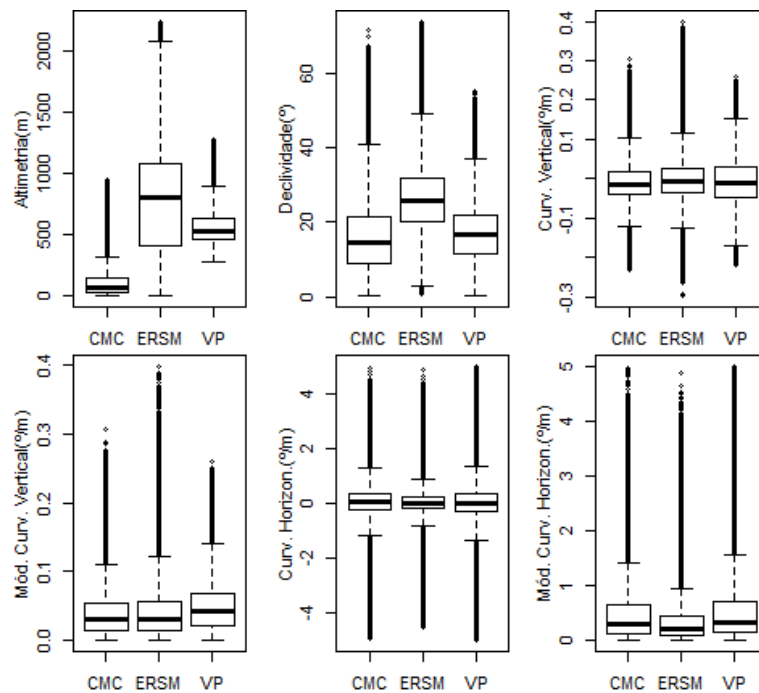 Altimetria(m)
0
500
1000
1500
2000
CMC ERSM VP
Declividade(º)
0
20
40
60
CMC ERSM VP
Curv. Vertical(º/m)
-0.3
-0.1
0.1
0.2
0.3
0.4
CMC ERSM VP
Mód. Curv. Vertical(º/m)
0.0
0.1
0.2
0.3
0.4
CMC ERSM VP
Curv. Horizon.(º/m)
-4
-2
0
2
4
CMC ERSM VP
Mód. Curv. Horizon.(º/m)
0
1
2
3
4
5
CMC ERSM VP